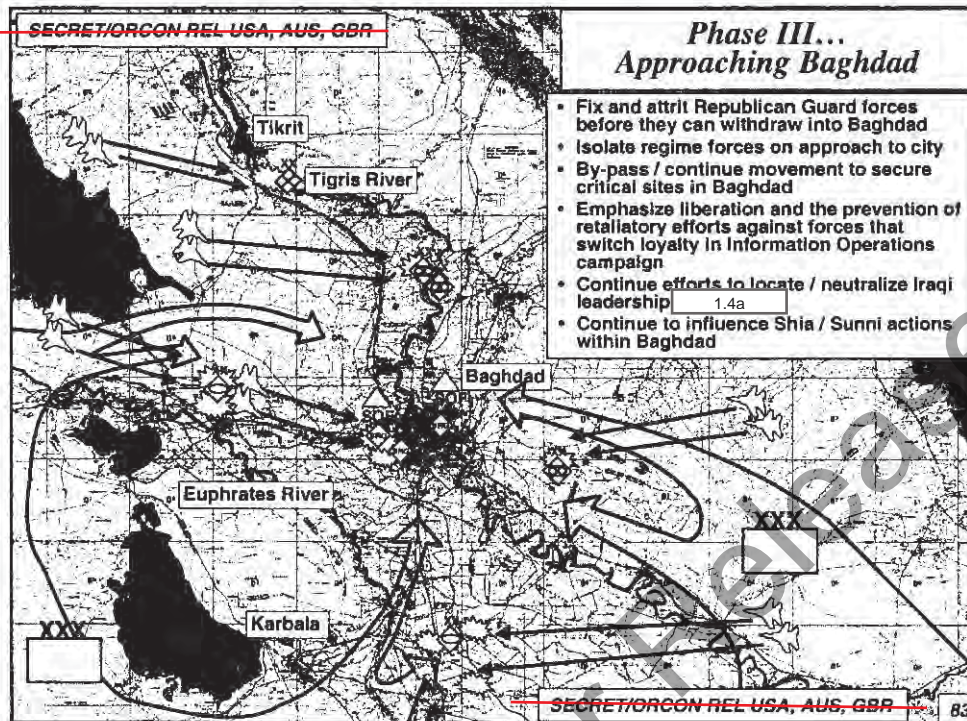 SECRET/ORCON REL USA, AUS, GBR
Phase III...
Approaching Baghdad
• Fix and attrit Republican Guard forces
before they can withdraw into Baghdad
• Isolate regime forces on approach to city
• By-pass / continue movement to secure
critical sites in Baghdad
• Emphasize liberation and the prevention of
retaliatory efforts against forces that
switch loyalty in Information Operations
campaign
• Continue efforts to locate / neutralize Iraqi
leadership 1.4a
• Continue to influence Shia / Sunni actions
within Baghdad
Tikrit
XX
Tigris River
Baghdad
Euphrates River
XXX
Karbala
XXX
SECRET/ORCON REL USA, AUS, GBR
63